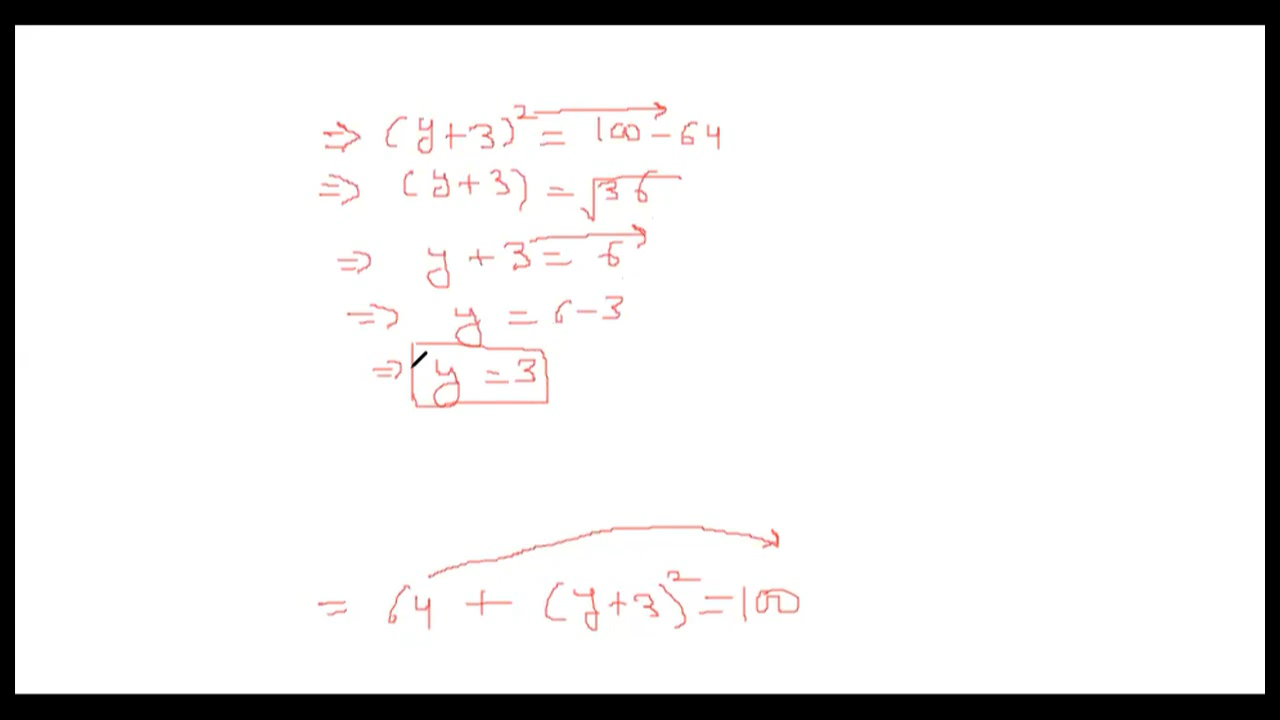 ⇒ (y+3)² = 100 - 64
⇒ (y+3) = √36
⇒ y + 3 = 6
⇒ y = 6 - 3
⇒ y = 3
= 64 + (y+3)² = 100